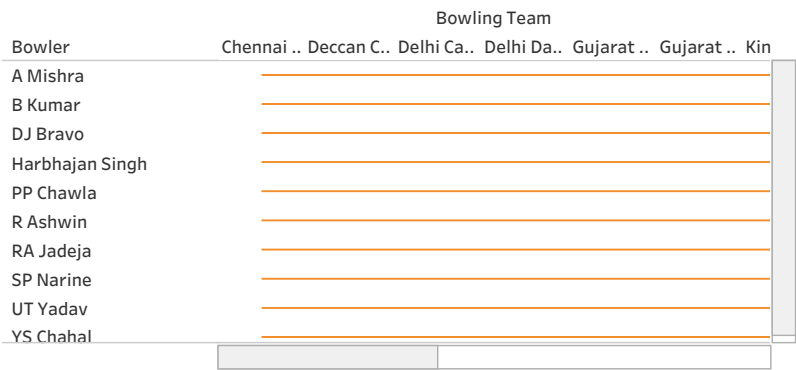 Bowling Team
Bowler Chennai .. Deccan C.. Delhi Ca.. Delhi Da.. Gujarat .. Gujarat .. Kin
A Mishra
B Kumar
DJ Bravo
Harbhajan Singh
PP Chawla
R Ashwin
RA Jadeja
SP Narine
UT Yadav
YS Chahal